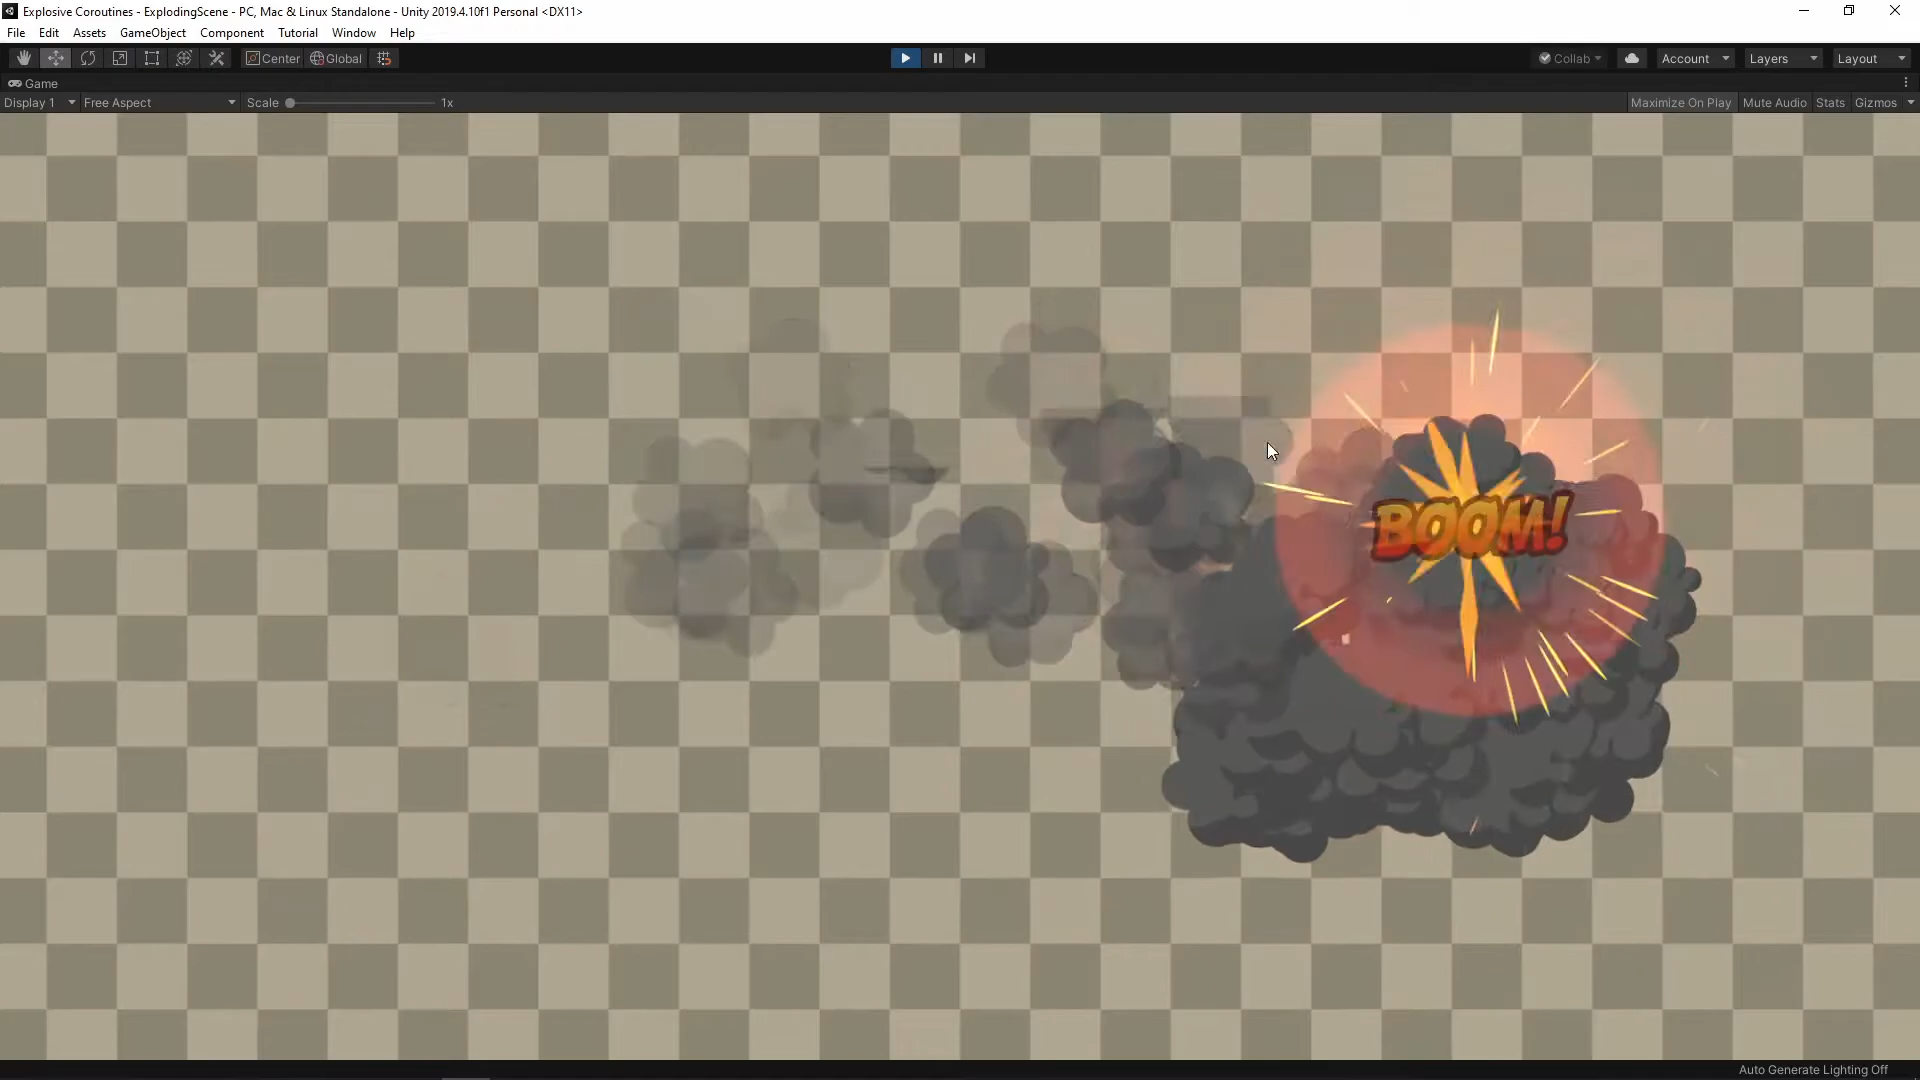 Explosive Coroutines - ExplodingScene - PC, Mac & Linux Standalone - Unity 2019.4.10f1 Personal <DX11>
File Edit Assets GameObject Component Tutorial Window Help
Center Global Collab Account Layers Layout
Game
Display 1 Free Aspect Scale 1x Maximize On Play Mute Audio Stats Gizmos
BOOM!
Auto Generate Lighting Off